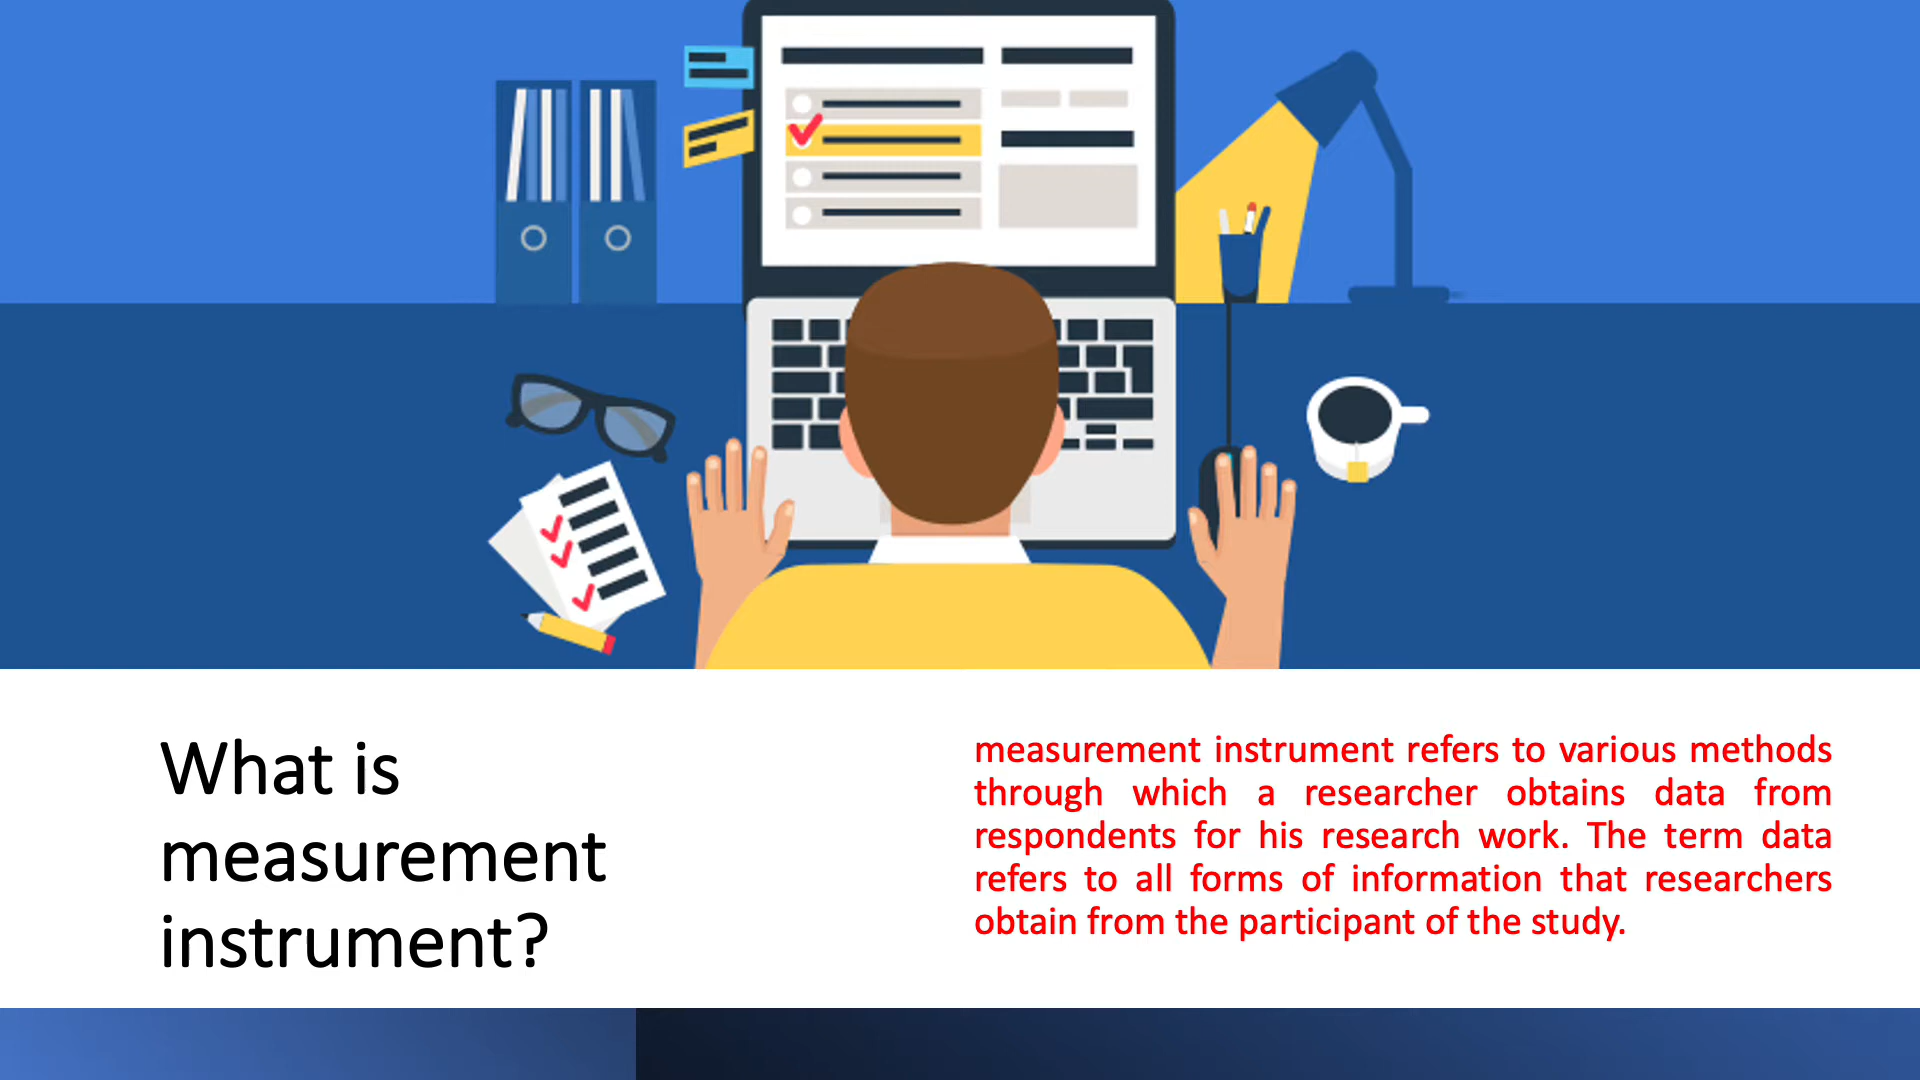 What is
measurement
instrument?
measurement instrument refers to various methods
through which a researcher obtains data from
respondents for his research work. The term data
refers to all forms of information that researchers
obtain from the participant of the study.